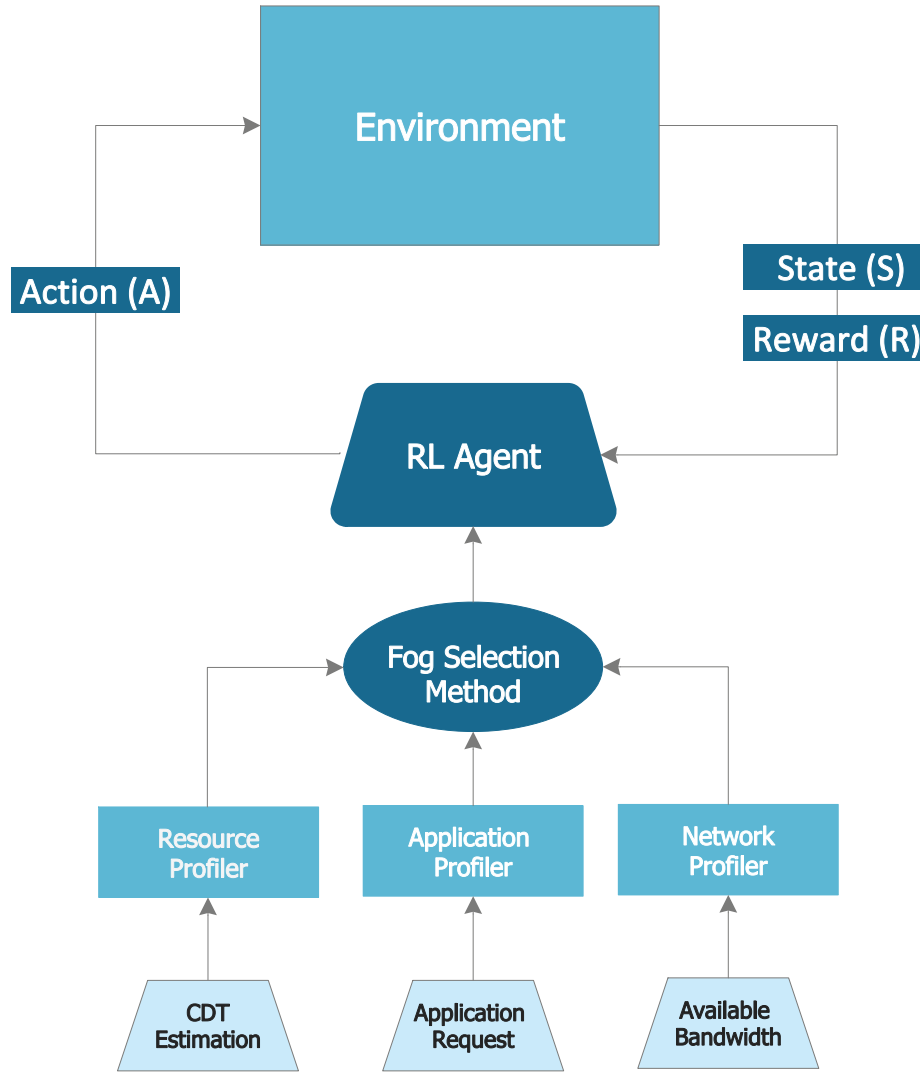 Environment
Action (A)
State (S)
Reward (R)
RL Agent
Fog Selection
Method
Resource
Profiler
Application
Profiler
Network
Profiler
CDT
Estimation
Application
Request
Available
Bandwidth